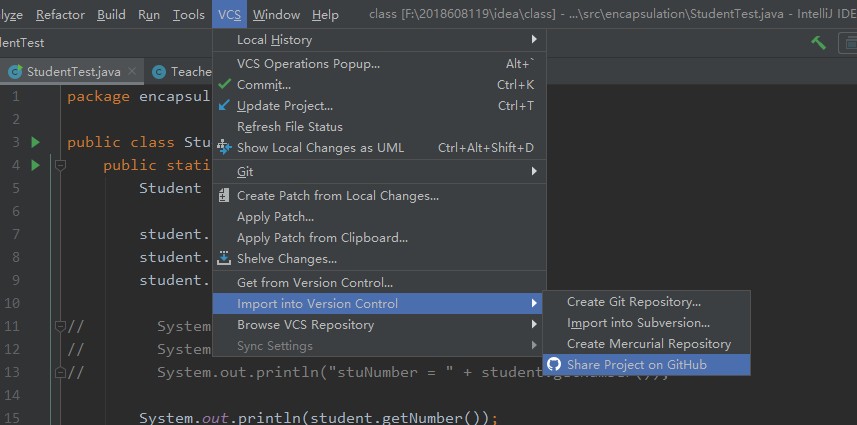 alyze Refactor Build Run Tools VCS Window Help class [F:\2018608119\idea\class] - ...\src\encapsulation\StudentTest.java - IntelliJ IDE
entTest
StudentTest.java × Teache
Local History
VCS Operations Popup... Alt+`
Commit... Ctrl+K
Update Project... Ctrl+T
Refresh File Status
Show Local Changes as UML Ctrl+Alt+Shift+D
Git
Create Patch from Local Changes...
Apply Patch...
Apply Patch from Clipboard...
Shelve Changes...
Get from Version Control...
Import into Version Control
Browse VCS Repository
Sync Settings
Create Git Repository...
Import into Subversion...
Create Mercurial Repository
Share Project on GitHub
1 package encapsul
2
3 public class Stu
4 public stati
5 Student
6
7 student.
8 student.
9 student.
10
11 // System
12 // System
13 // System.out.println("stuNumber = " + student.getNumber());
14
15 System.out.println(student.getNumber());